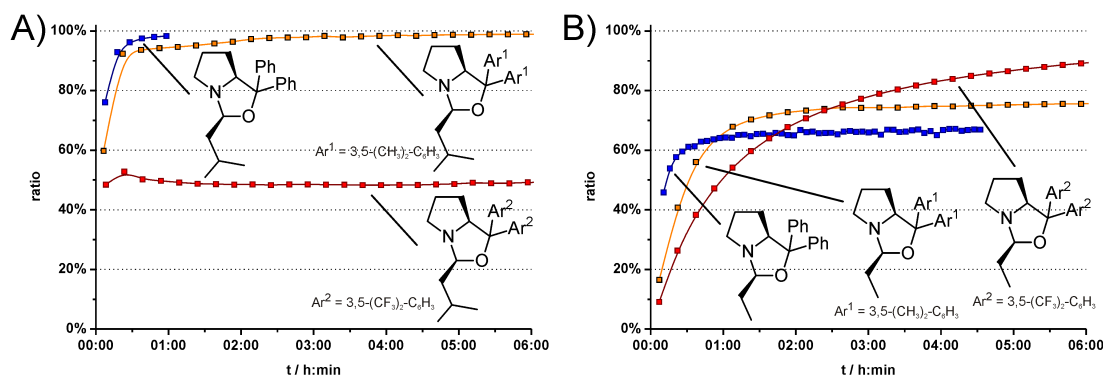 A)
100%
80%
60%
40%
20%
0%
ratio
00:00 01:00 02:00 03:00 04:00 05:00 06:00
t / h:min
N
O
Ph
Ph
N
O
Ar1
Ar1
Ar1 = 3,5-(CH3)2-C6H3
N
O
Ar2
Ar2
Ar2 = 3,5-(CF3)2-C6H3
B)
100%
80%
60%
40%
20%
0%
ratio
00:00 01:00 02:00 03:00 04:00 05:00 06:00
t / h:min
N
O
Ph
Ph
N
O
Ar1
Ar1
Ar1 = 3,5-(CH3)2-C6H3
N
O
Ar2
Ar2
Ar2 = 3,5-(CF3)2-C6H3